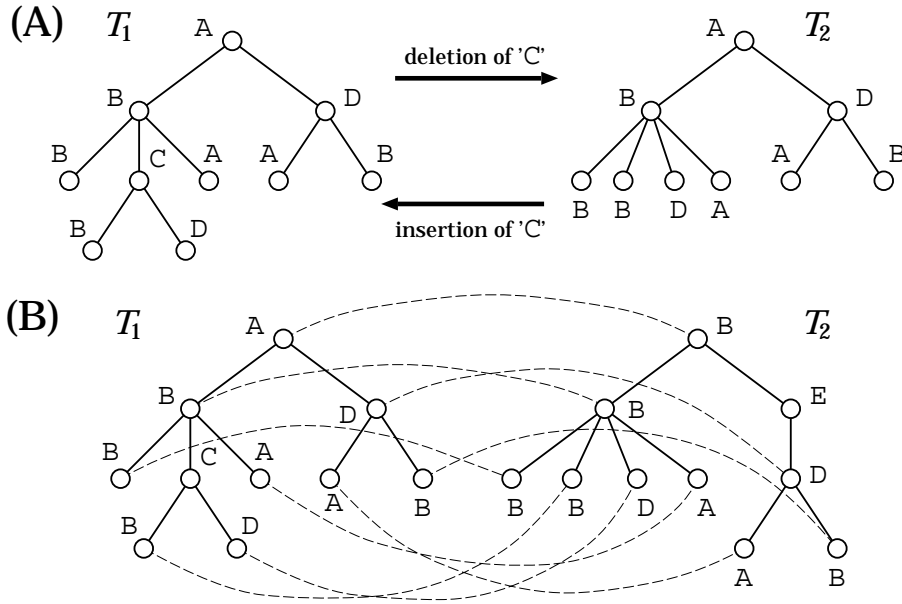 (A) T1 A deletion of 'C' A T2
B D B D
B C A A B A B
B D insertion of 'C' B B D A
(B) T1 A B T2
B D B E
B C A A B B B D A D
B D A B